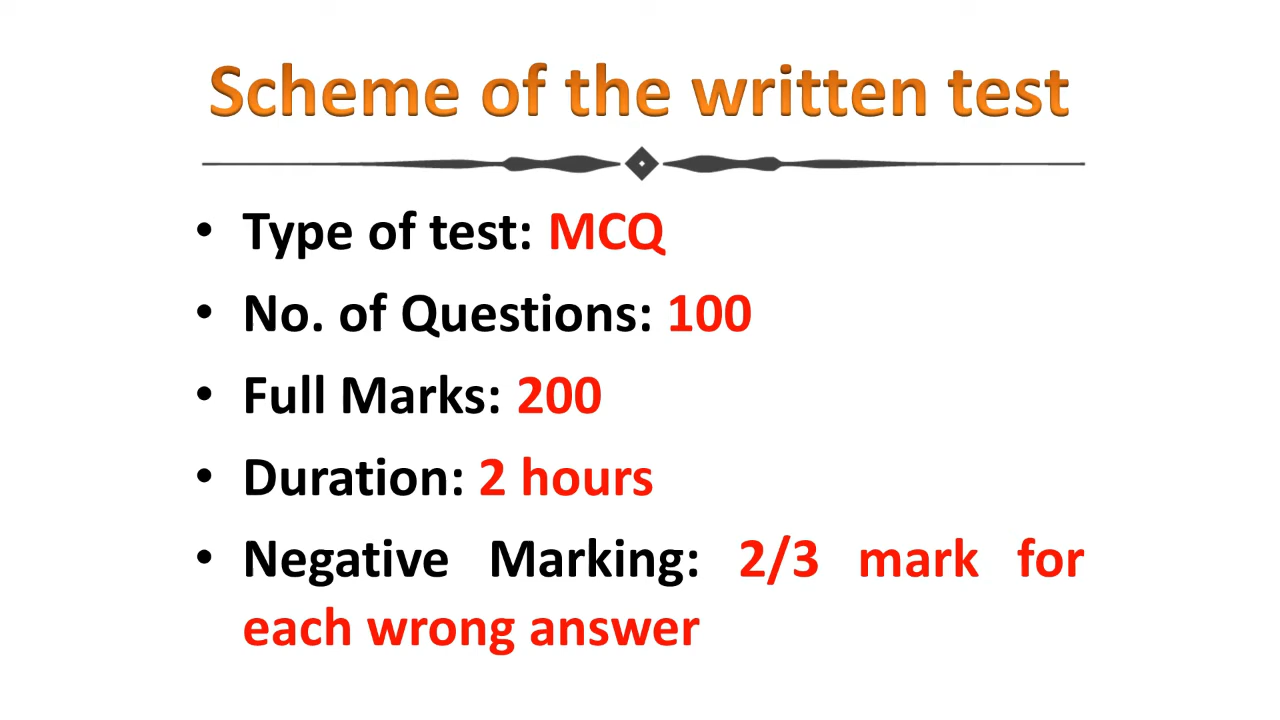 Scheme of the written test
• Type of test: MCQ
• No. of Questions: 100
• Full Marks: 200
• Duration: 2 hours
• Negative Marking: 2/3 mark for
each wrong answer